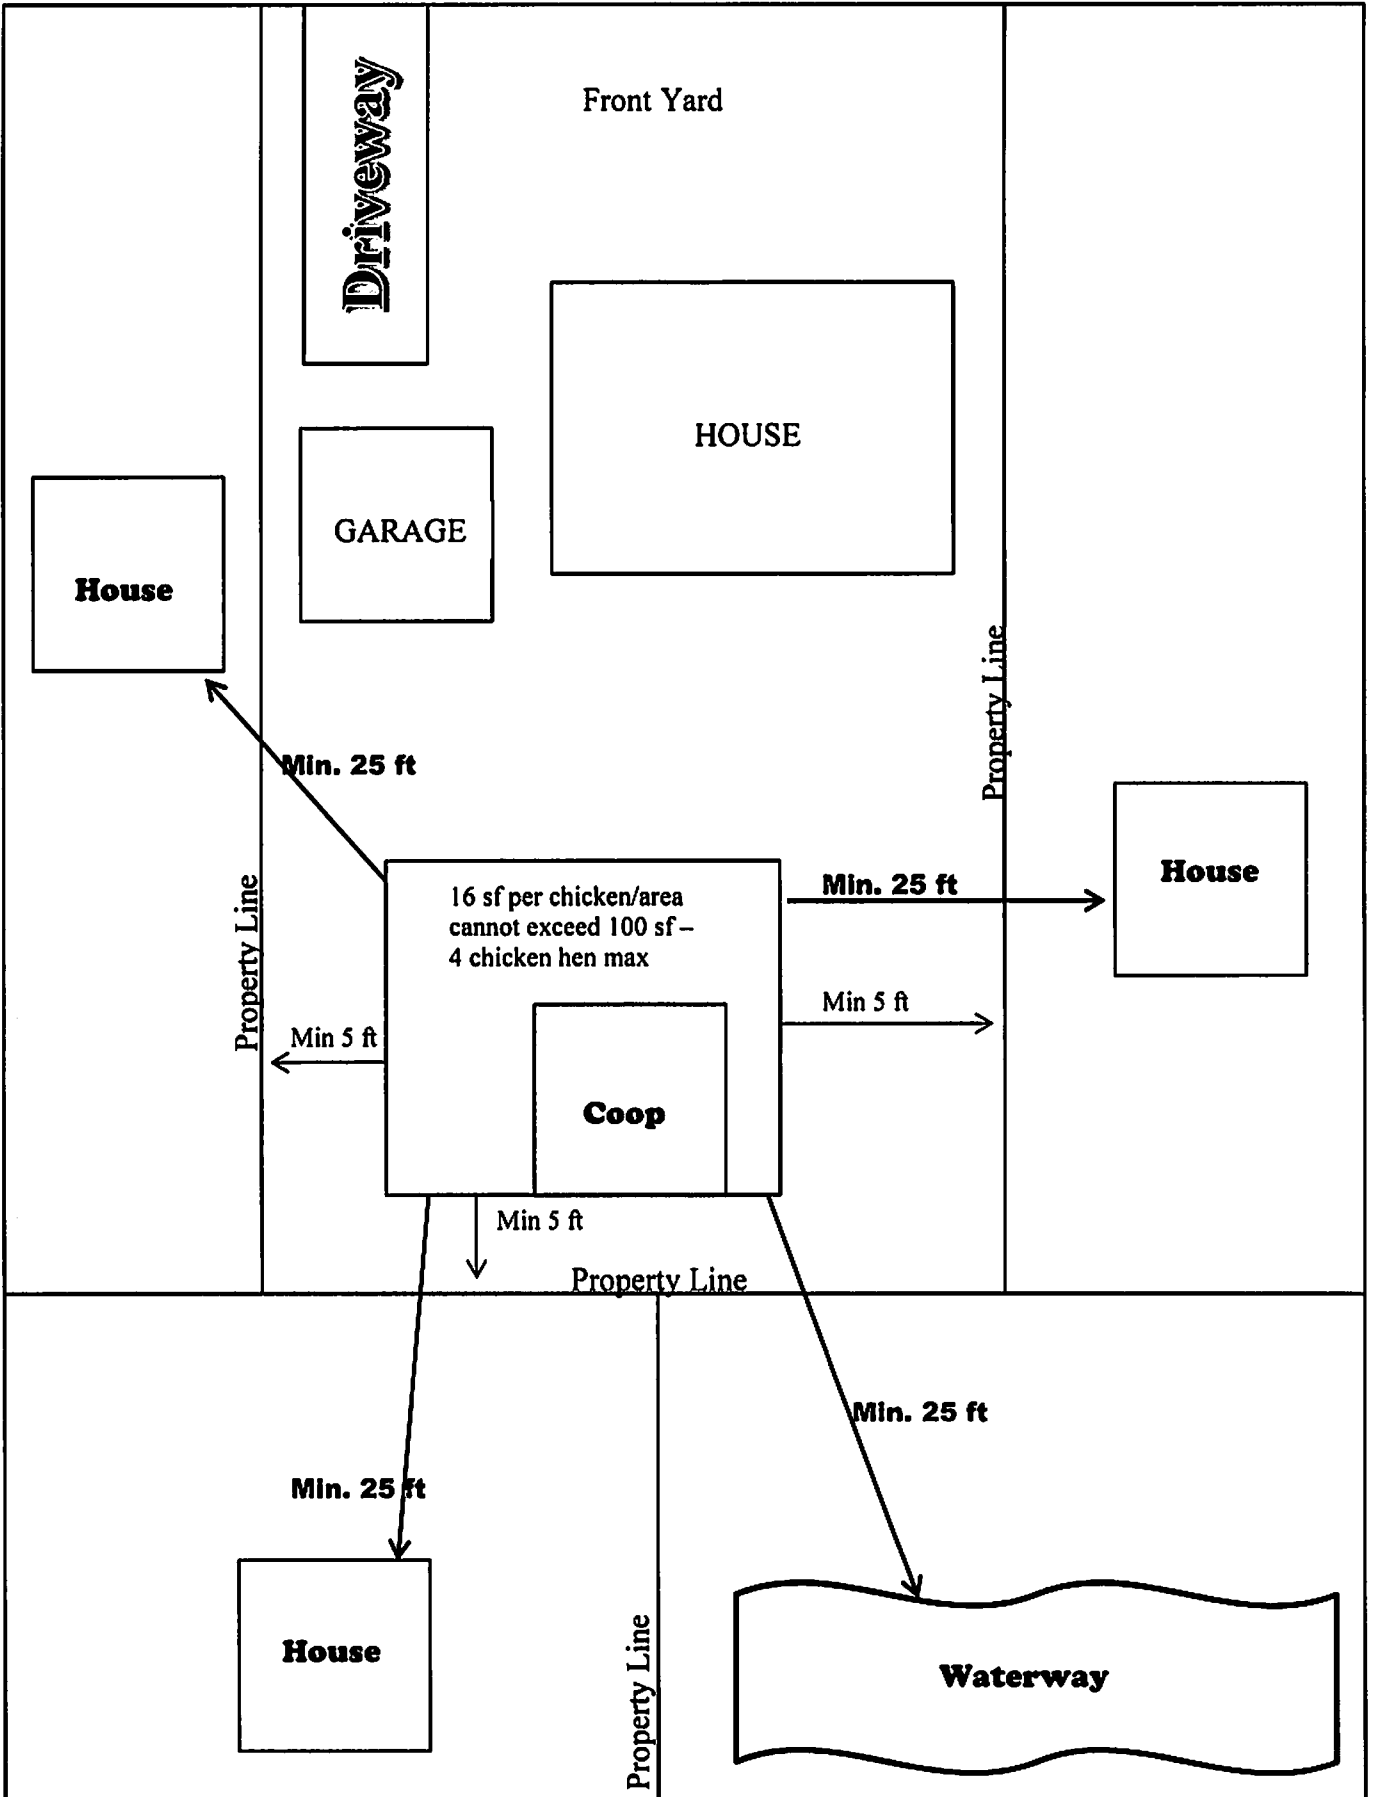 Driveway
Front Yard
HOUSE
GARAGE
House
Property Line
Min. 25 ft
House
Min. 25 ft
16 sf per chicken/area
cannot exceed 100 sf –
4 chicken hen max
Property Line
Min 5 ft
Min 5 ft
Coop
Min 5 ft
Property Line
Min. 25 ft
Min. 25 ft
House
Property Line
Waterway